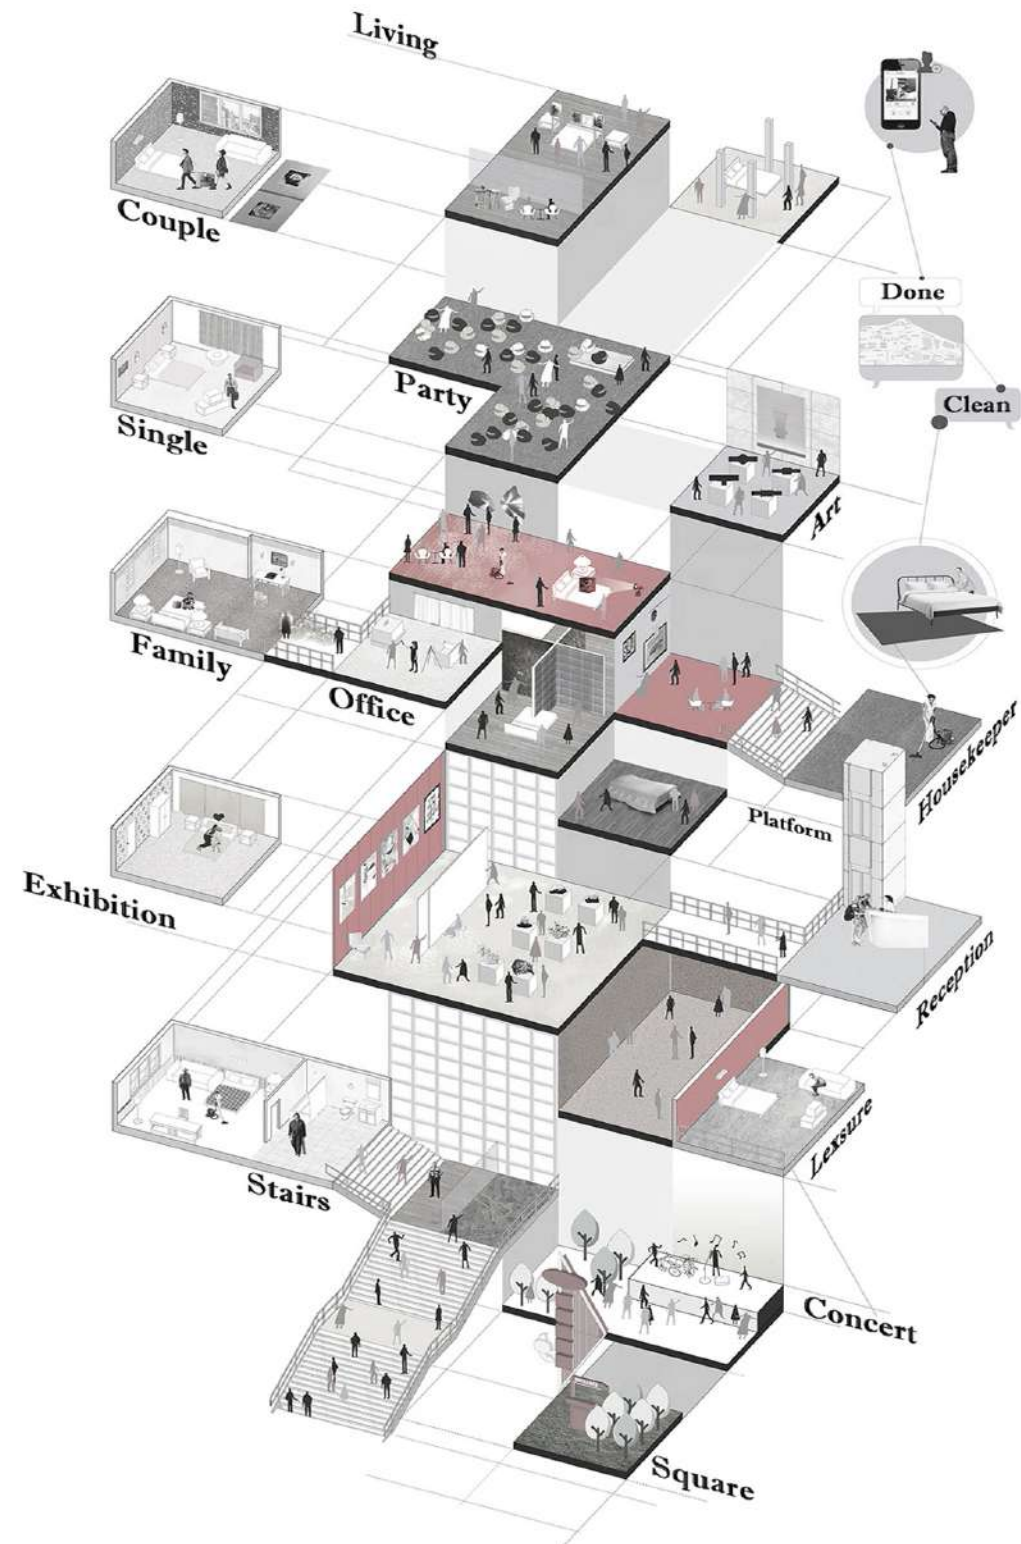 Living
Couple
Done
Clean
Party
Single
Art
Family
Office
Housekeeper
Platform
Exhibition
Reception
Lexsure
Stairs
Concert
Square